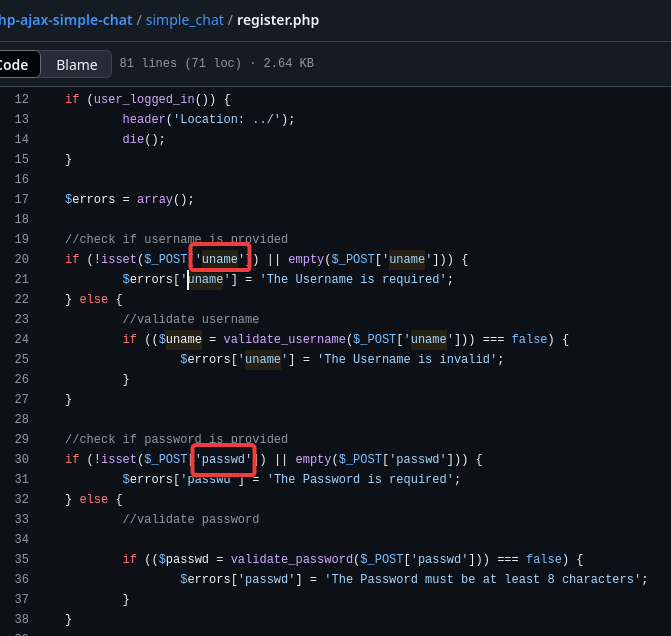 hp-ajax-simple-chat / simple_chat / register.php
Code Blame 81 lines (71 loc) · 2.64 KB
12 if (user_logged_in()) {
13 header('Location: ../');
14 die();
15 }
16
17 $errors = array();
18
19 //check if username is provided
20 if (!isset($_POST['uname']) || empty($_POST['uname'])) {
21 $errors['uname'] = 'The Username is required';
22 } else {
23 //validate username
24 if (($uname = validate_username($_POST['uname'])) === false) {
25 $errors['uname'] = 'The Username is invalid';
26 }
27 }
28
29 //check if password is provided
30 if (!isset($_POST['passwd']) || empty($_POST['passwd'])) {
31 $errors['passwd'] = 'The Password is required';
32 } else {
33 //validate password
34
35 if (($passwd = validate_password($_POST['passwd'])) === false) {
36 $errors['passwd'] = 'The Password must be at least 8 characters';
37 }
38 }